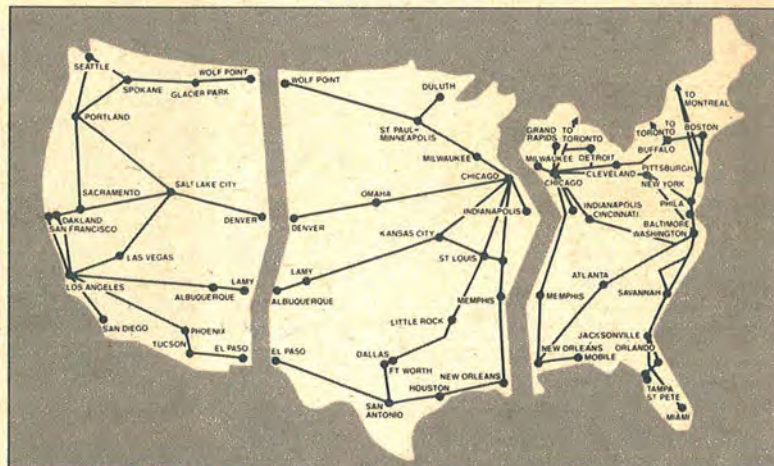 SEATTLE
SPOKANE
WOLF POINT
GLACIER PARK
PORTLAND
SACRAMENTO
SALT LAKE CITY
OAKLAND
SAN FRANCISCO
DENVER
LAS VEGAS
LOS ANGELES
LAMY
ALBUQUERQUE
SAN DIEGO
PHOENIX
TUCSON
EL PASO
WOLF POINT
DULUTH
ST PAUL-
MINNEAPOLIS
MILWAUKEE
CHICAGO
OMAHA
INDIANAPOLIS
DENVER
KANSAS CITY
ST LOUIS
LAMY
ALBUQUERQUE
MEMPHIS
LITTLE ROCK
EL PASO
DALLAS
FT WORTH
NEW ORLEANS
HOUSTON
SAN
ANTONIO
TO
MONTREAL
GRAND
RAPIDS
TO
TORONTO
TO
TORONTO
BOSTON
BUFFALO
MILWAUKEE
DETROIT
PITTSBURGH
CHICAGO
CLEVELAND
NEW YORK
INDIANAPOLIS
CINCINNATI
PHILA
BALTIMORE
WASHINGTON
ATLANTA
MEMPHIS
SAVANNAH
JACKSONVILLE
NEW ORLEANS
ORLANDO
MOBILE
TAMPA
ST PETE
MIAMI